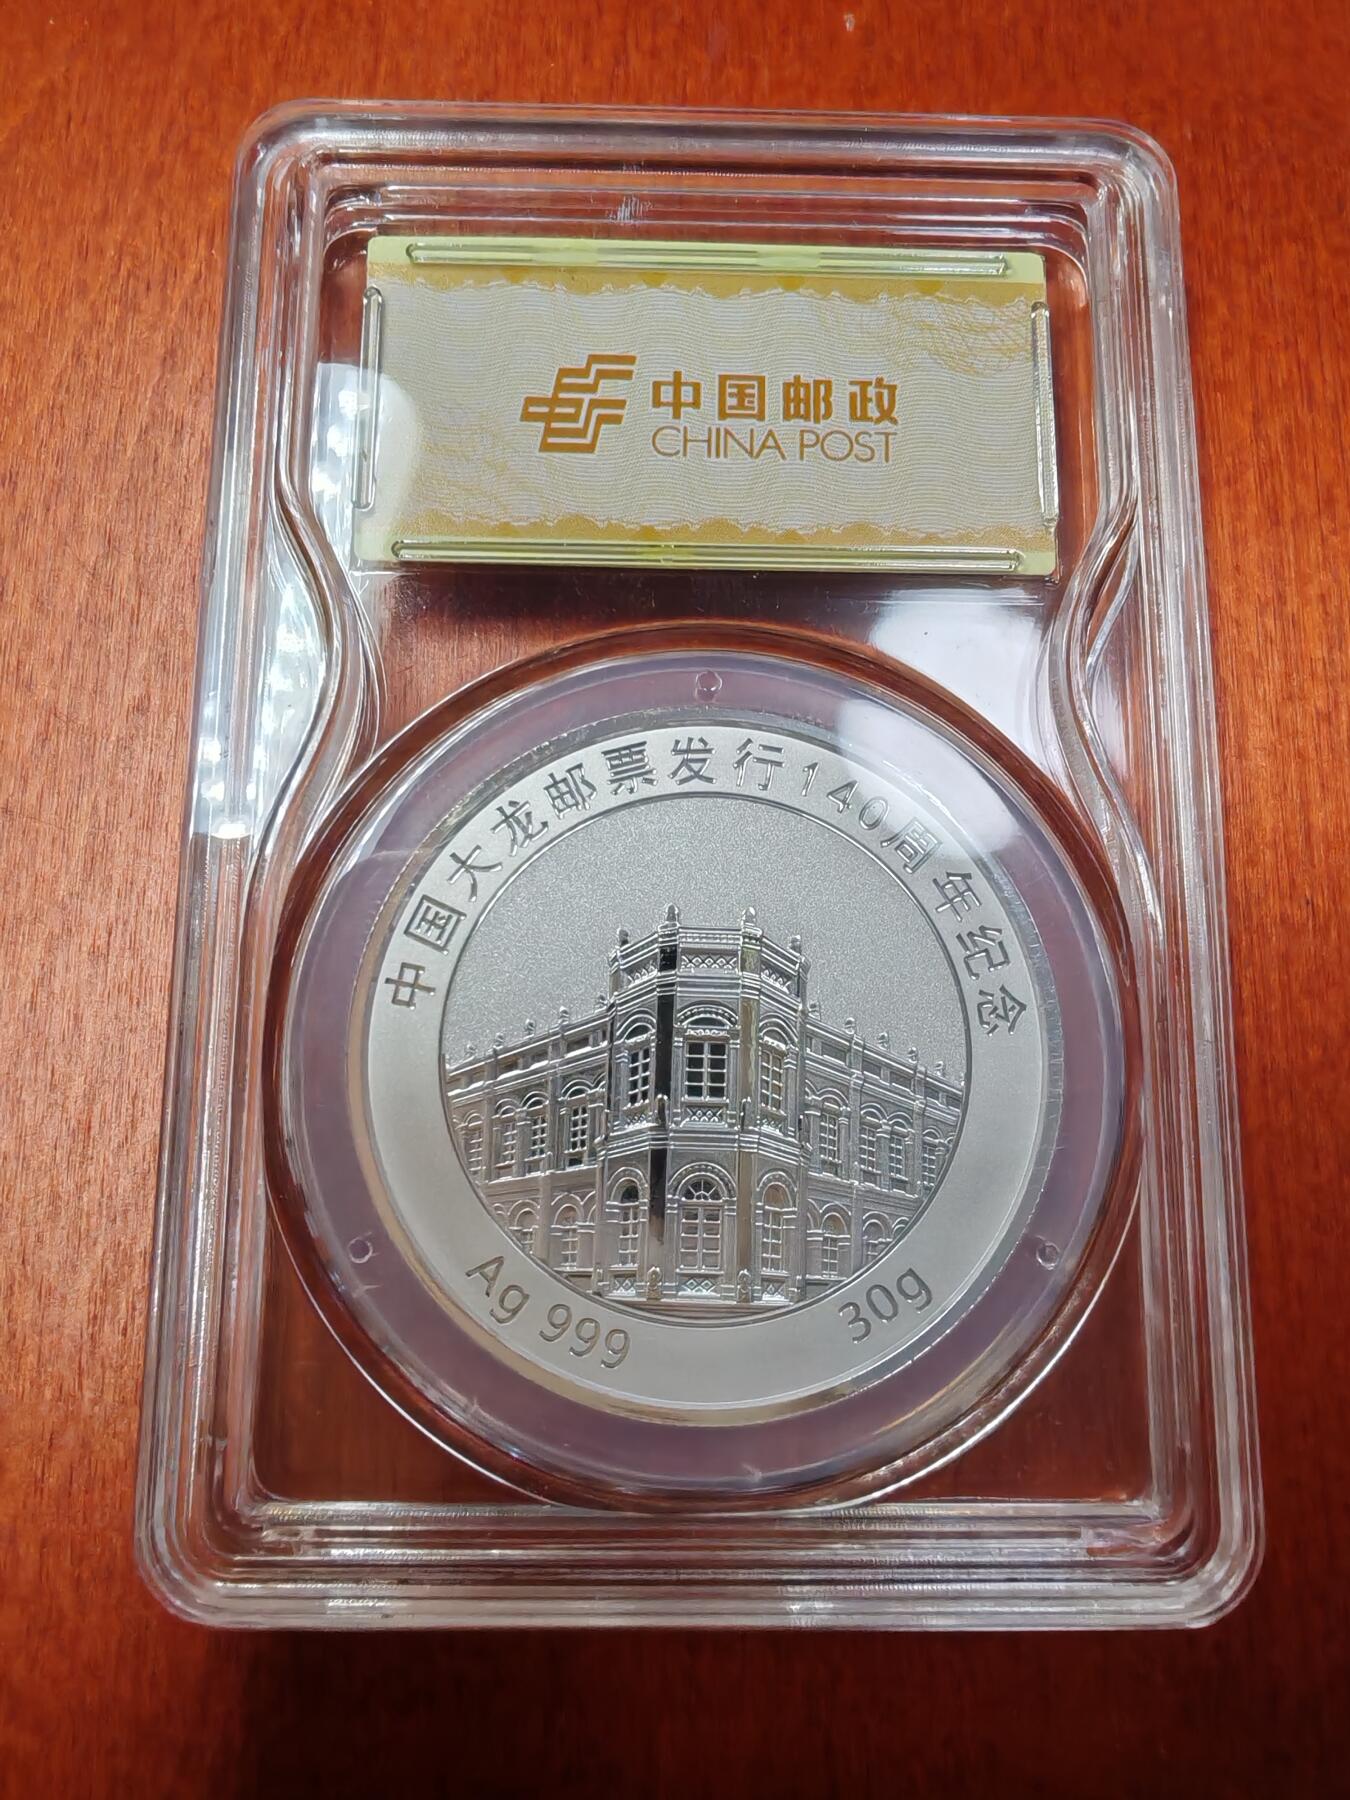 中国邮政
CHINA POST
中国大龙邮票发行140周年纪念
Ag 999
30g